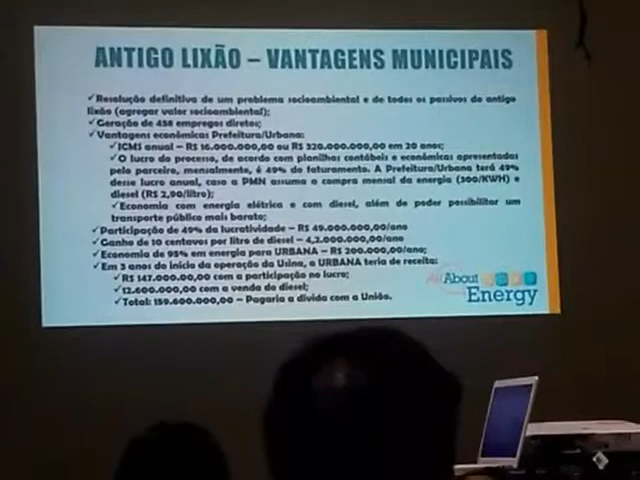 ANTIGO LIXÃO – VANTAGENS MUNICIPAIS
✓Resolução definitiva de um problema socioambiental e de todos os passivos do antigo
lixão (agregar valor socioambiental);
✓Geração de 458 empregos diretos;
✓Vantagens econômicas Prefeitura/Urbana:
✓ICMS anual – R$ 16.000.000,00 ou R$ 320.000.000,00 em 20 anos;
✓O lucro do processo, de acordo com planilhas contábeis e econômicas apresentadas
pelo parceiro, mensalmente, é 49% do faturamento. A Prefeitura/Urbana terá 49%
desse lucro anual, caso a PMN assuma a compra mensal da energia (300/KWH) e
diesel (R$ 2,90/litro);
✓Economia com energia elétrica e com diesel, além de poder possibilitar um
transporte público mais barato;
✓Participação de 49% da lucratividade – R$ 49.000.000,00/ano
✓Ganho de 10 centavos por litro de diesel – 4,2.000.000,00/ano
✓Economia de 95% em energia para URBANA – R$ 200.000,00/ano;
✓Em 3 anos do início da operação da Usina, a URBANA teria de receita:
✓R$ 147.000.00,00 com a participação no lucro;
✓12.600.000,00 com a venda do diesel;
✓Total: 159.600.000,00 – Pagaria a dívida com a União.
All About
Energy